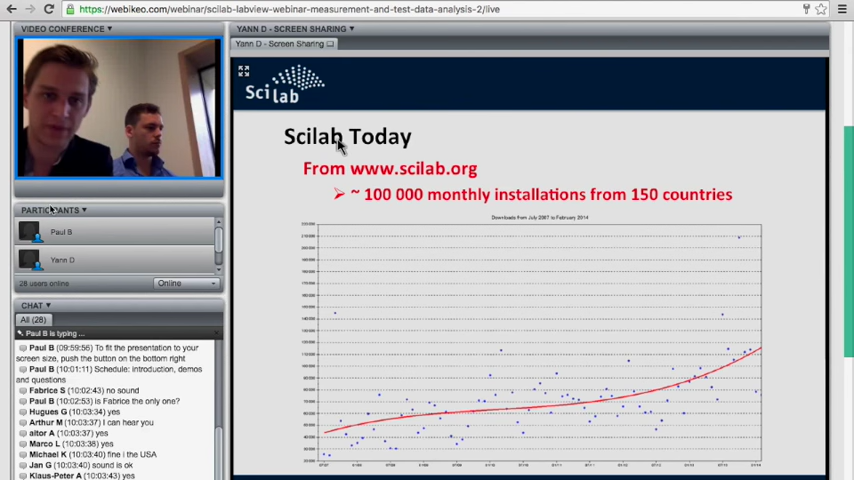 https://webikeo.com/webinar/scilab-labview-webinar-measurement-and-test-data-analysis-2/live
VIDEO CONFERENCE
YANN D - SCREEN SHARING
Yann D - Screen Sharing
Scilab
Scilab Today
From www.scilab.org
~ 100 000 monthly installations from 150 countries
Downloads from July 2007 to February 2014
PARTICIPANTS
Paul B
Yann D
28 users online
Online
CHAT
All (28)
Paul B is typing ...
Paul B (09:59:56) To fit the presentation to your
screen size, push the button on the bottom right
Paul B (10:01:11) Schedule: introduction, demos
and questions
Fabrice S (10:02:43) no sound
Paul B (10:02:53) is Fabrice the only one?
Hugues G (10:03:34) yes
Arthur M (10:03:37) I can hear you
aitor A (10:03:37) yes
Marco L (10:03:38) yes
Michael K (10:03:40) fine i the USA
Jan G (10:03:40) sound is ok
Klaus-Peter A (10:03:43) yes